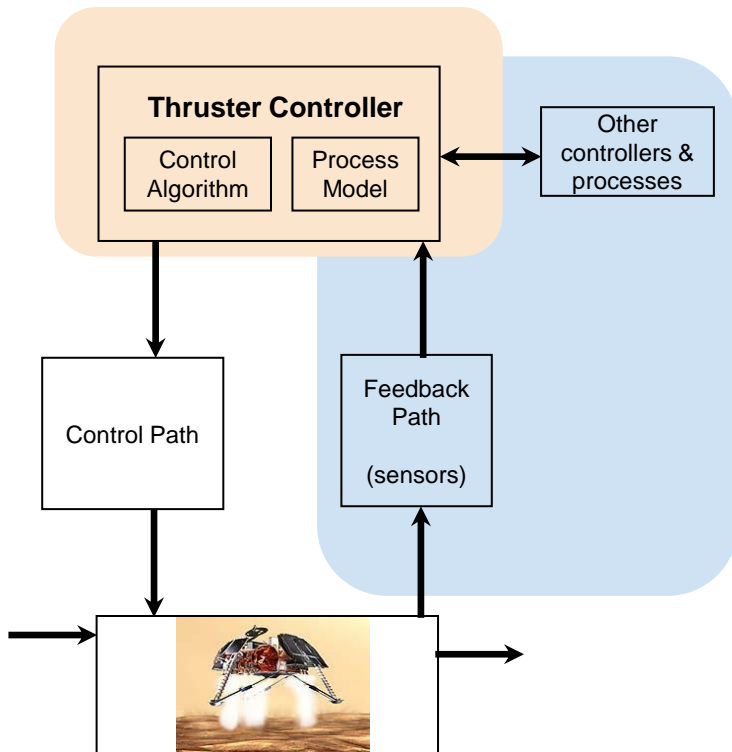 Thruster Controller
Control
Algorithm
Process
Model
Other
controllers &
processes
Control Path
Feedback
Path
(sensors)